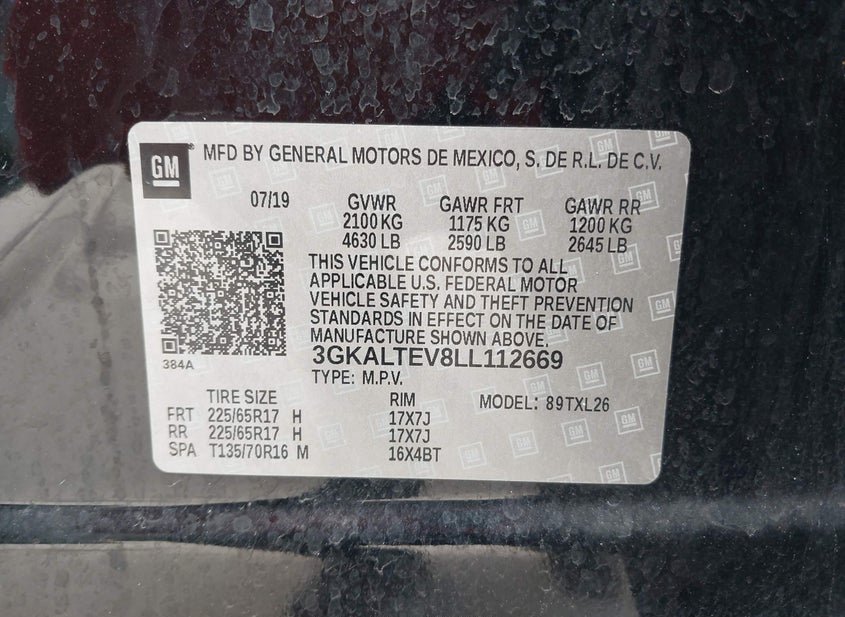 GM MFD BY GENERAL MOTORS DE MEXICO, S. DE R.L. DE C.V.
07/19 GVWR GAWR FRT GAWR RR
2100 KG 1175 KG 1200 KG
4630 LB 2590 LB 2645 LB
THIS VEHICLE CONFORMS TO ALL
APPLICABLE U.S. FEDERAL MOTOR
VEHICLE SAFETY AND THEFT PREVENTION
STANDARDS IN EFFECT ON THE DATE OF
MANUFACTURE SHOWN ABOVE.
384A
3GKALTEV8LL112669
TYPE: M.P.V.
TIRE SIZE RIM MODEL: 89TXL26
FRT 225/65R17 H 17X7J
RR 225/65R17 H 17X7J
SPA T135/70R16 M 16X4BT